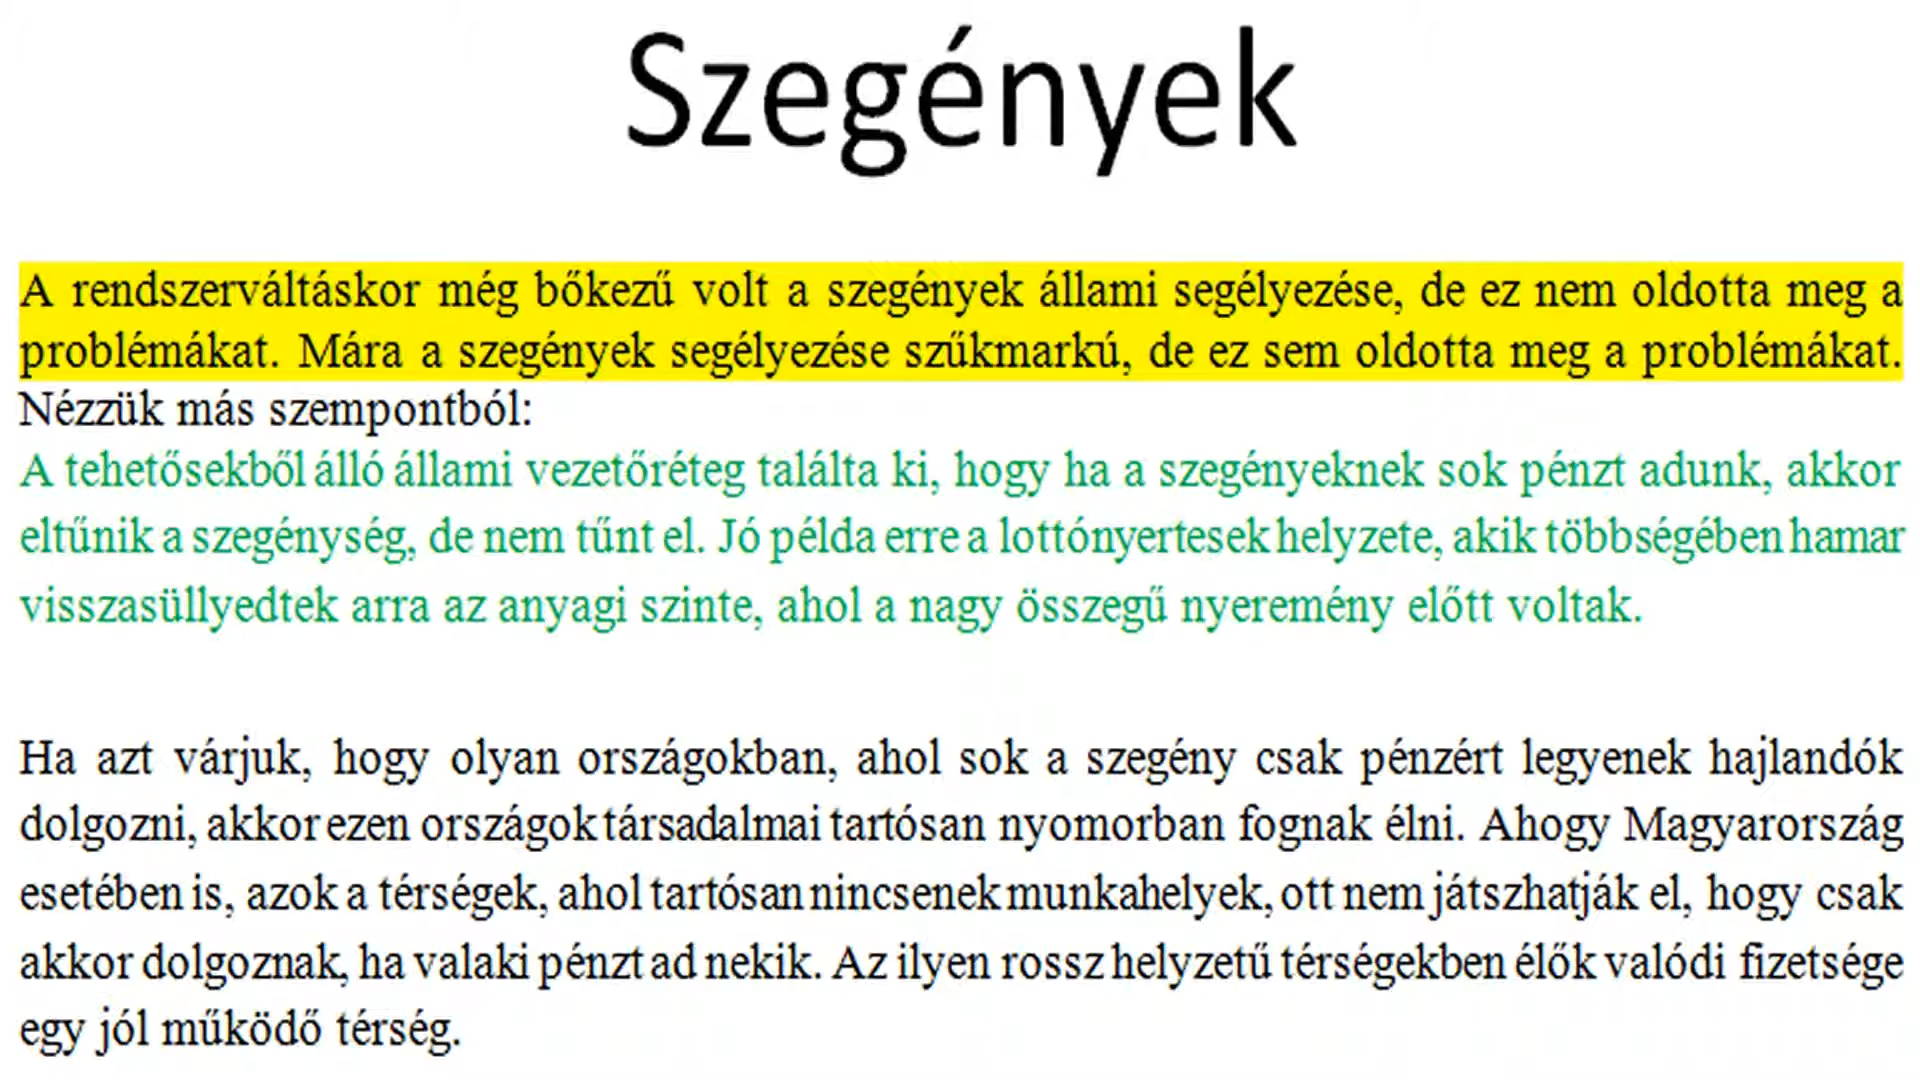 Szegények
A rendszerváltáskor még bőkezű volt a szegények állami segélyezése, de ez nem oldotta meg a
problémákat. Mára a szegények segélyezése szűkmarkú, de ez sem oldotta meg a problémákat.
Nézzük más szempontból:
A tehetősekből álló állami vezetőréteg találta ki, hogy ha a szegényeknek sok pénzt adunk, akkor
eltűnik a szegénység, de nem tűnt el. Jó példa erre a lottónyertesek helyzete, akik többségében hamar
visszasüllyedtek arra az anyagi szinte, ahol a nagy összegű nyeremény előtt voltak.
Ha azt várjuk, hogy olyan országokban, ahol sok a szegény csak pénzért legyenek hajlandók
dolgozni, akkor ezen országok társadalmai tartósan nyomorban fognak élni. Ahogy Magyarország
esetében is, azok a térségek, ahol tartósan nincsenek munkahelyek, ott nem játszhatják el, hogy csak
akkor dolgoznak, ha valaki pénzt ad nekik. Az ilyen rossz helyzetű térségekben élők valódi fizetsége
egy jól működő térség.